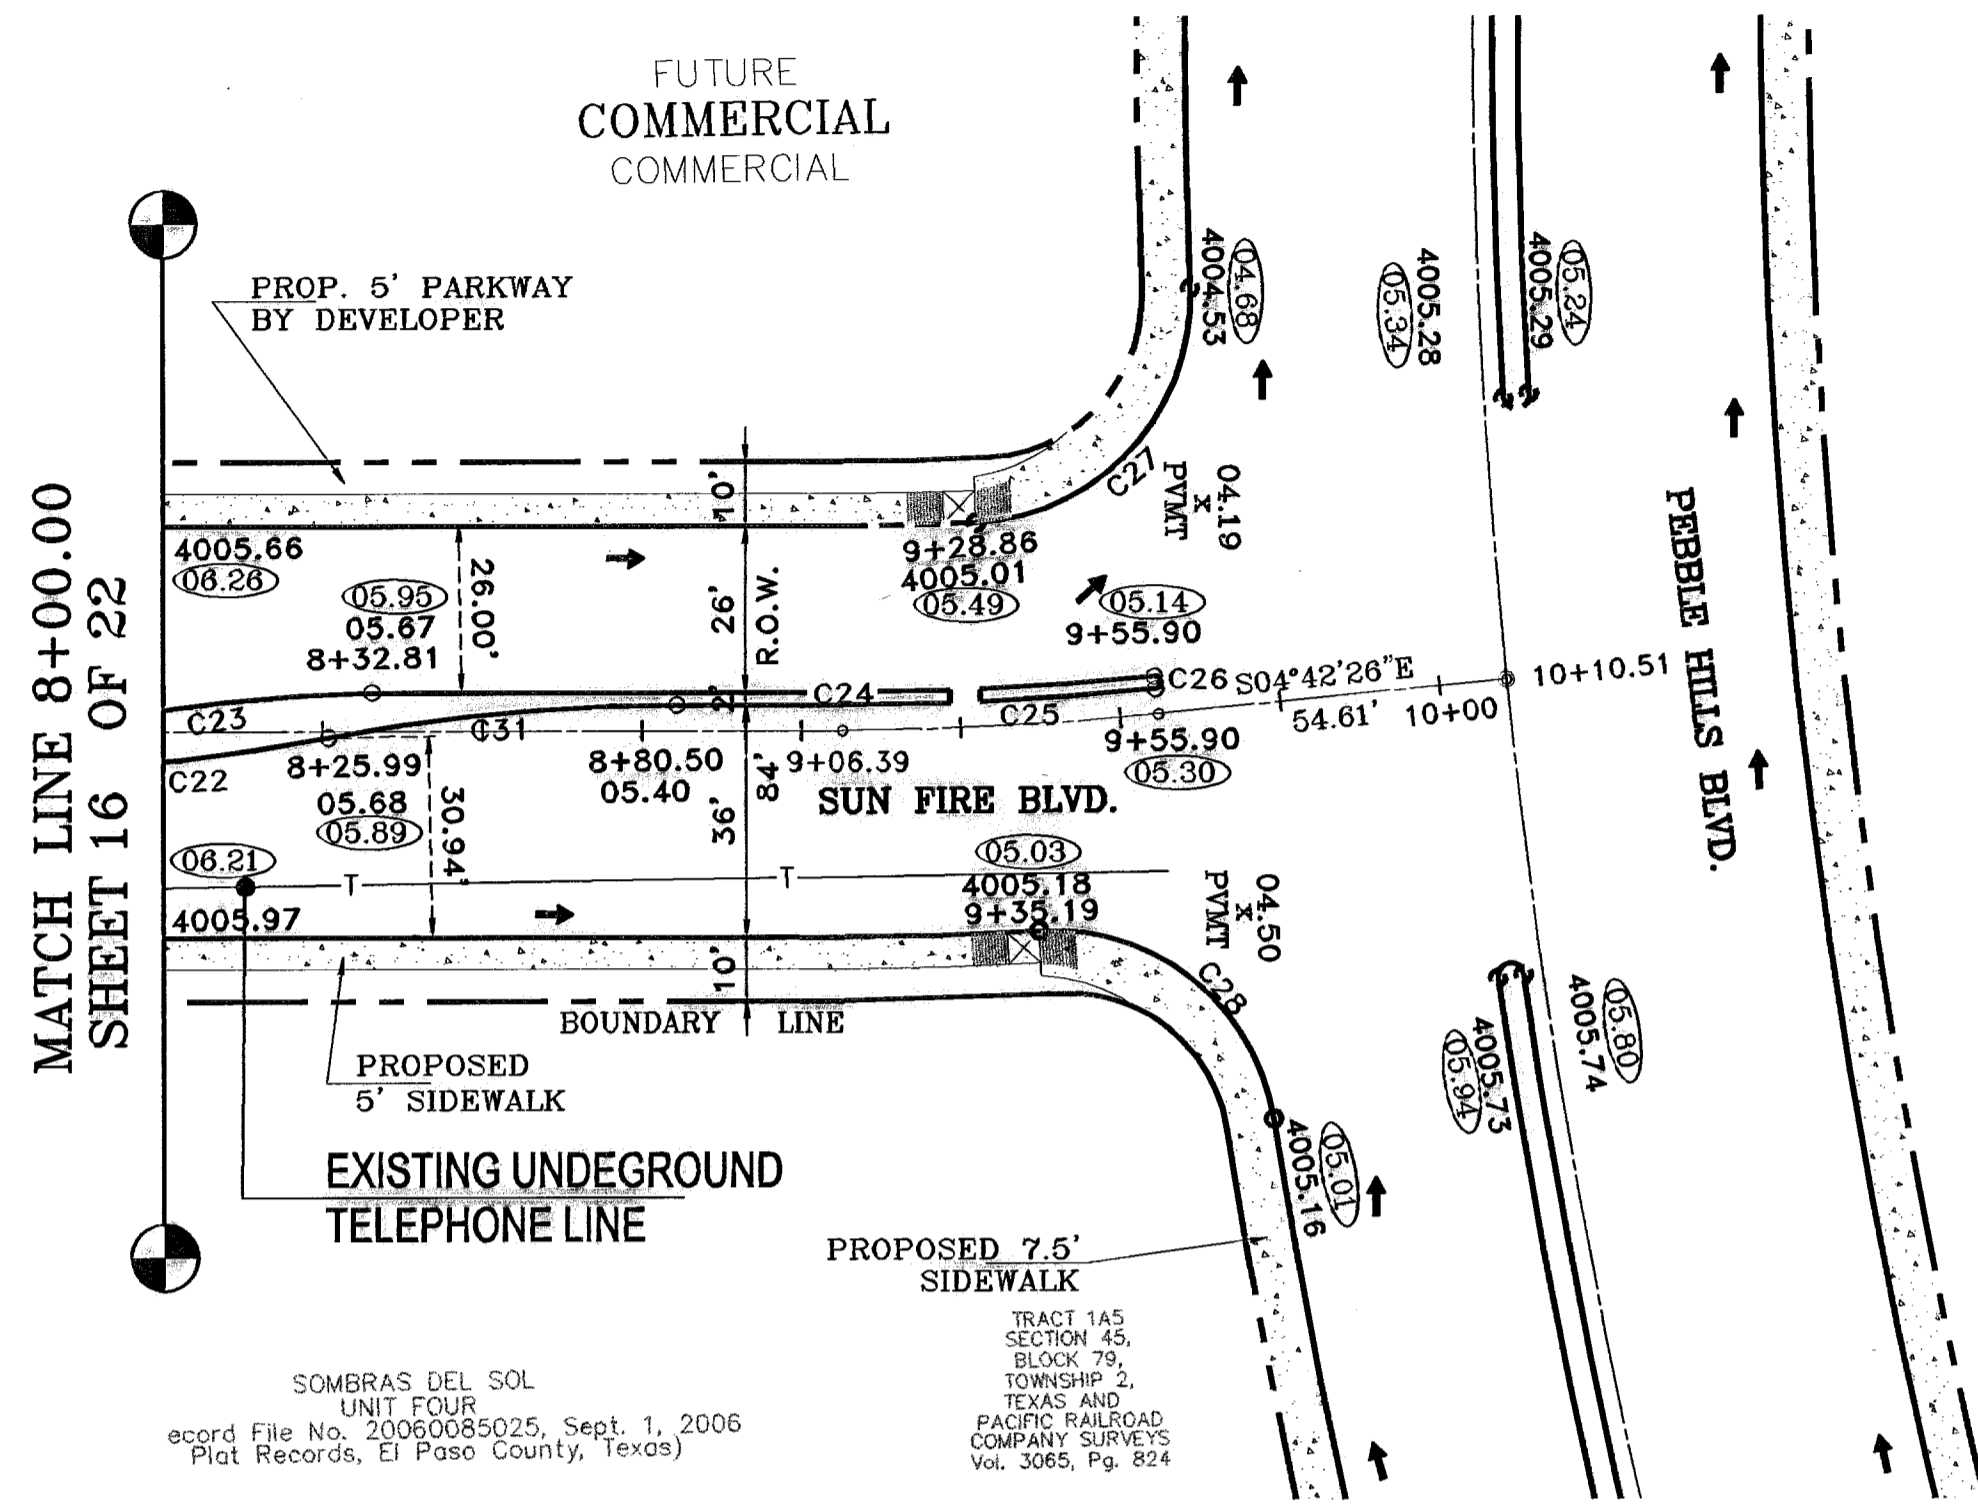 FUTURE
COMMERCIAL
COMMERCIAL
MATCH LINE 8+00.00
SHEET 16 OF 22
PROP. 5' PARKWAY
BY DEVELOPER
4005.66
06.26
05.95
05.67
8+32.81
26.00'
10'
26'
R.O.W.
2'
84'
36'
10'
9+28.86
4005.01
05.49
C27
04.19
x
PVMT
4004.53
04.68
4005.28
05.34
4005.29
05.24
05.14
9+55.90
C23
C22
C31
C24
C25
C26
S04°42'26"E
54.61'
10+00
10+10.51
8+25.99
05.68
05.89
30.94'
8+80.50
05.40
9+06.39
9+55.90
05.30
SUN FIRE BLVD.
PEBBLE HILLS BLVD.
06.21
4005.97
T
T
05.03
4005.18
9+35.19
04.50
x
PVMT
C28
BOUNDARY LINE
PROPOSED
5' SIDEWALK
EXISTING UNDEGROUND
TELEPHONE LINE
4005.16
05.01
4005.73
05.94
4005.74
05.80
PROPOSED 7.5'
SIDEWALK
TRACT 1A5
SECTION 45,
BLOCK 79,
TOWNSHIP 2,
TEXAS AND
PACIFIC RAILROAD
COMPANY SURVEYS
Vol. 3065, Pg. 824
SOMBRAS DEL SOL
UNIT FOUR
ecord File No. 20060085025, Sept. 1, 2006
Plat Records, El Paso County, Texas)